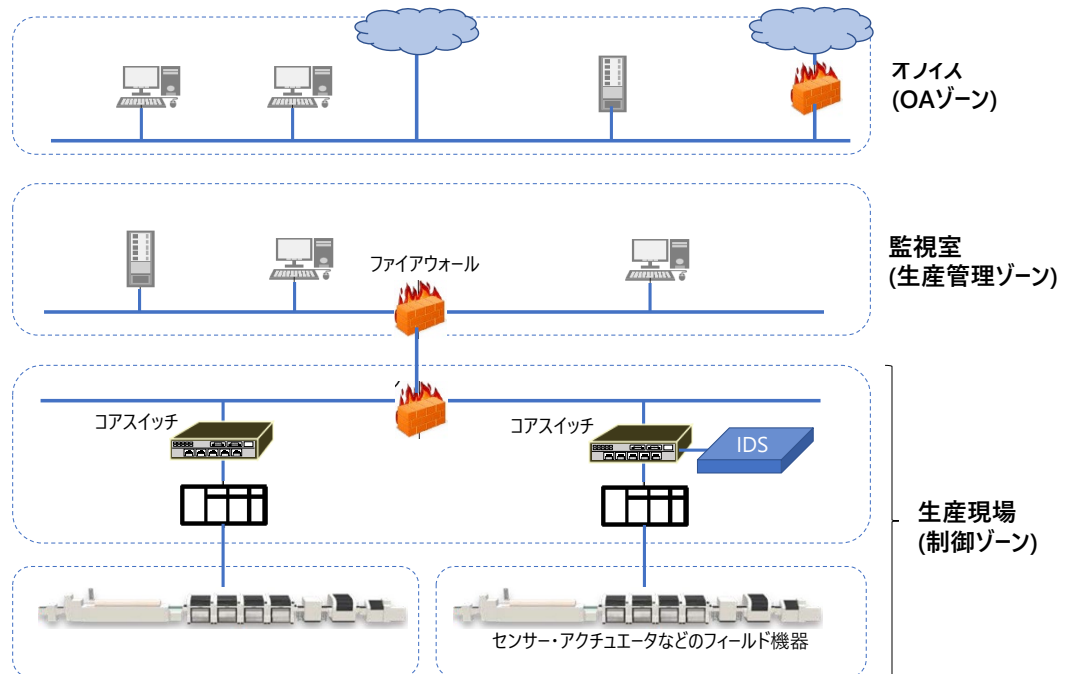 オフィス
(OAゾーン)
監視室
(生産管理ゾーン)
ファイアウォール
コアスイッチ
コアスイッチ
IDS
生産現場
(制御ゾーン)
センサー・アクチュエータなどのフィールド機器